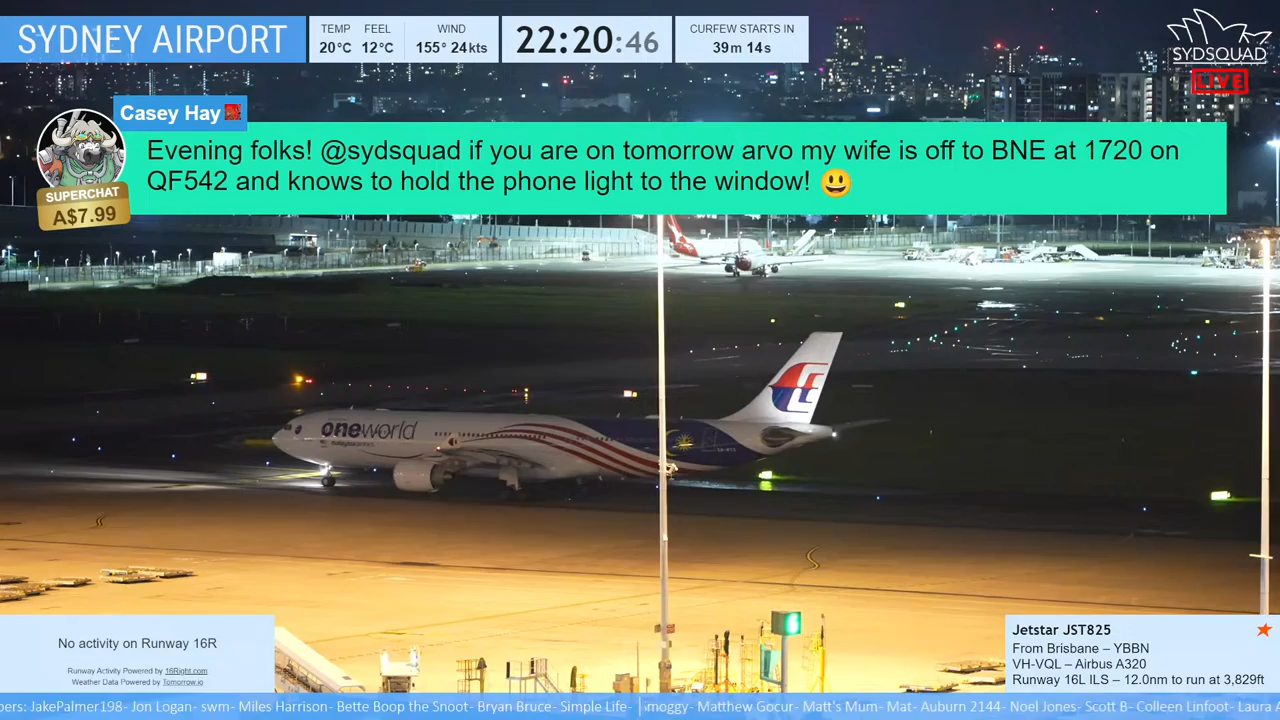 SYDNEY AIRPORT
TEMP FEEL WIND
20°C 12°C 155° 24kts
22:20:46
CURFEW STARTS IN
39m 14s
SYDSQUAD
LIVE
Casey Hay
Evening folks! @sydsquad if you are on tomorrow arvo my wife is off to BNE at 1720 on
QF542 and knows to hold the phone light to the window! 😃
SUPERCHAT
A$7.99
oneworld
malaysia airlines
6
No activity on Runway 16R
Runway Activity Powered by 16Right.com
Weather Data Powered by Tomorrow.io
Jetstar JST825
From Brisbane – YBBN
VH-VQL – Airbus A320
Runway 16L ILS – 12.0nm to run at 3,829ft
bers: JakePalmer198- Jon Logan- swm- Miles Harrison- Bette Boop the Snoot- Bryan Bruce- Simple Life- moggy- Matthew Gocur- Matt's Mum- Mat- Auburn 2144- Noel Jones- Scott B- Colleen Linfoot- Laura A